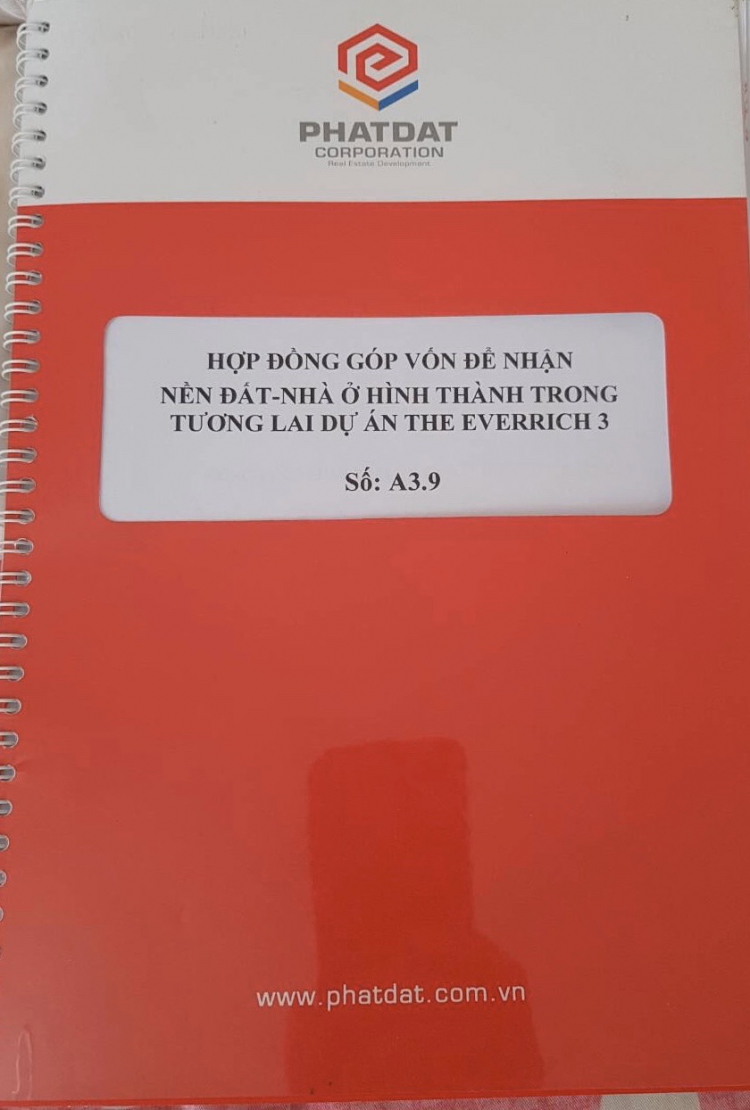 PHATDAT
CORPORATION
Real Estate Development
HỢP ĐỒNG GÓP VỐN ĐỂ NHẬN
NỀN ĐẤT-NHÀ Ở HÌNH THÀNH TRONG
TƯƠNG LAI DỰ ÁN THE EVERRICH 3
Số: A3.9
www.phatdat.com.vn